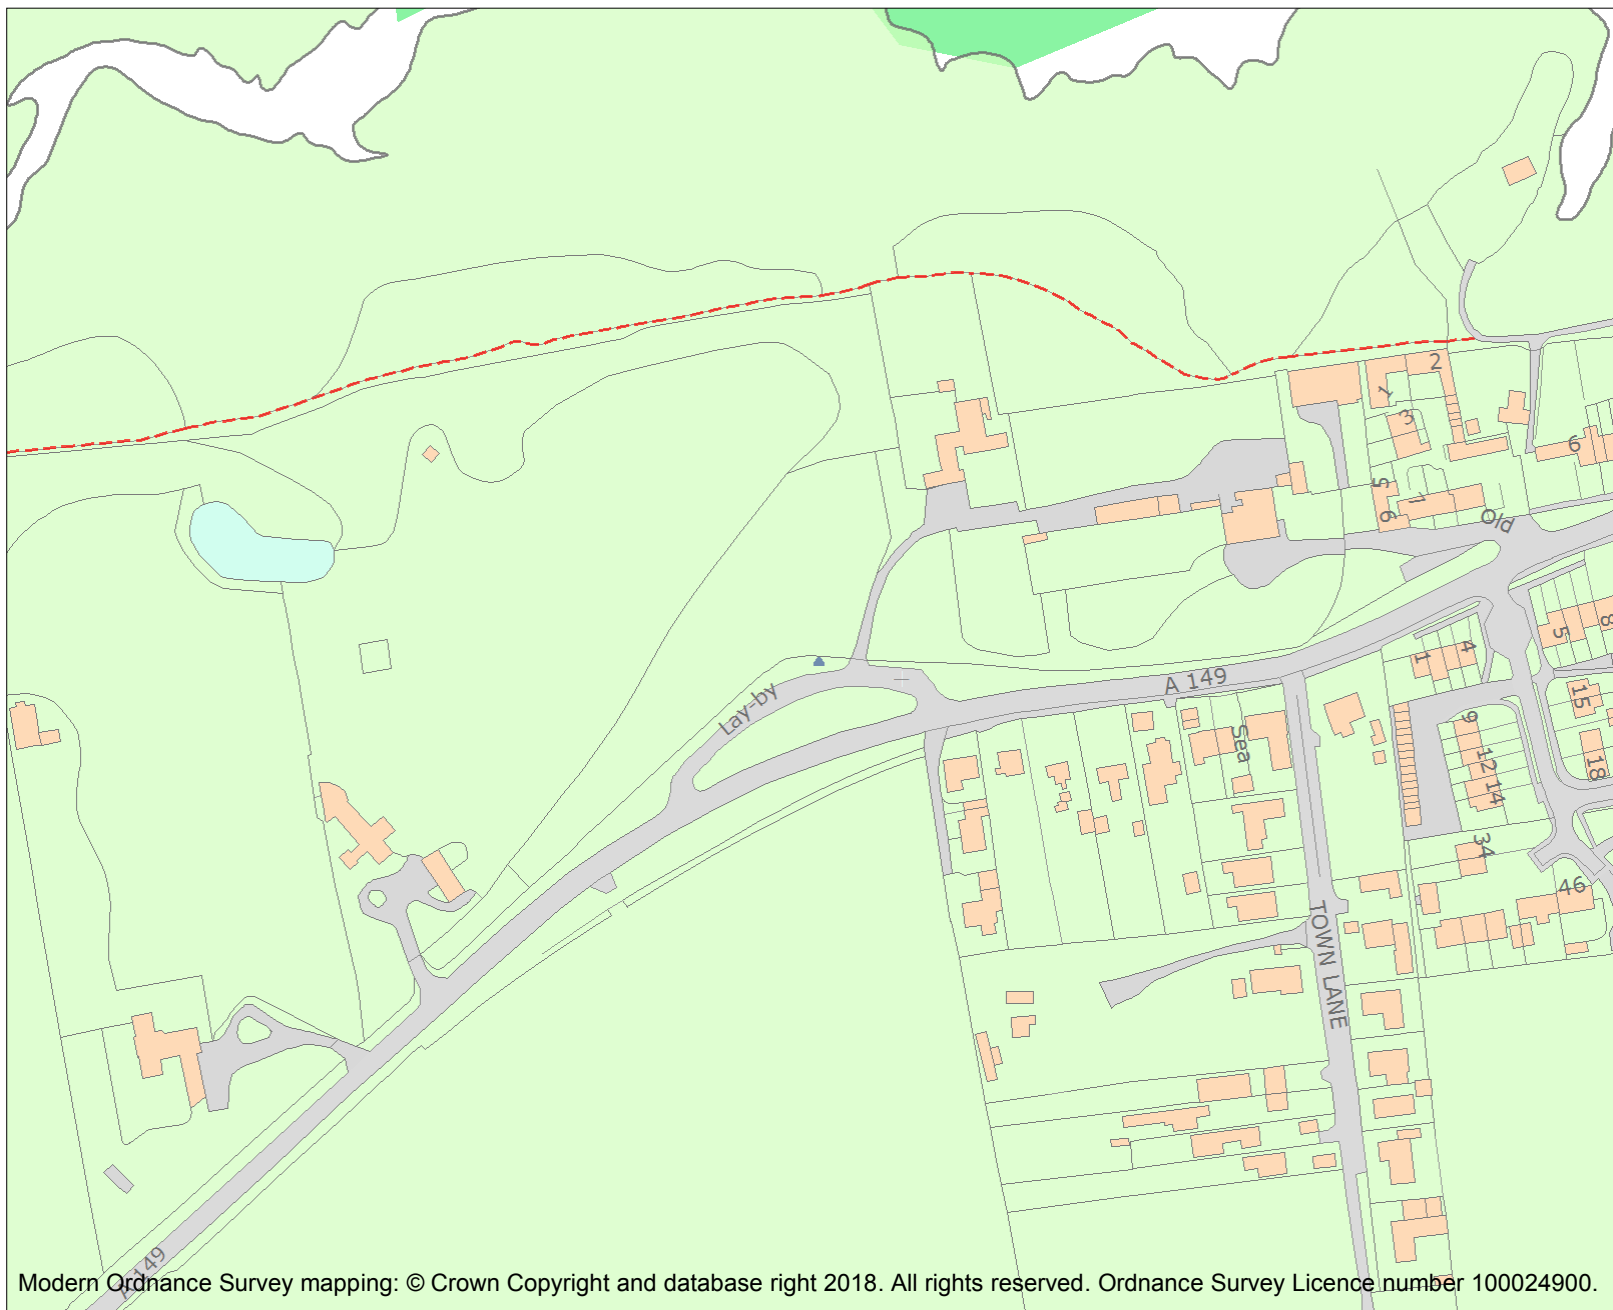 2
1
3
6
5
7
6
Old
8
5
4
1
A 149
15
Lay-by
9
Sea
12
18
14
34
46
TOWN LANE
A 149
Modern Ordnance Survey mapping: © Crown Copyright and database right 2018. All rights reserved. Ordnance Survey Licence number 100024900.